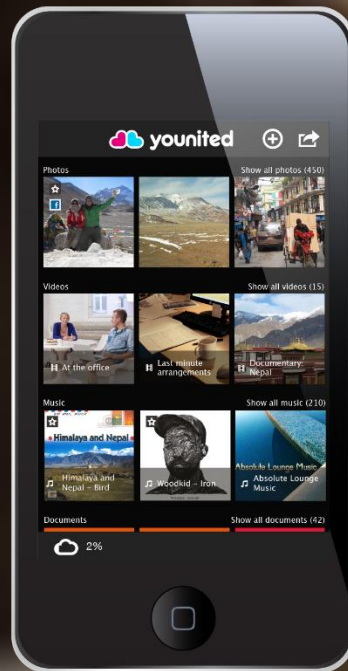 younited
Photos
Show all photos (450)
Videos
Show all videos (15)
At the office
Last minute
arrangements
Documentary:
Nepal
Music
Show all music (210)
Himalaya and Nepal
Himalaya and
Nepal - Bird
Woodkid - Iron
Absolute Lounge Music
Absolute Lounge
Music
Documents
Show all documents (42)
2%